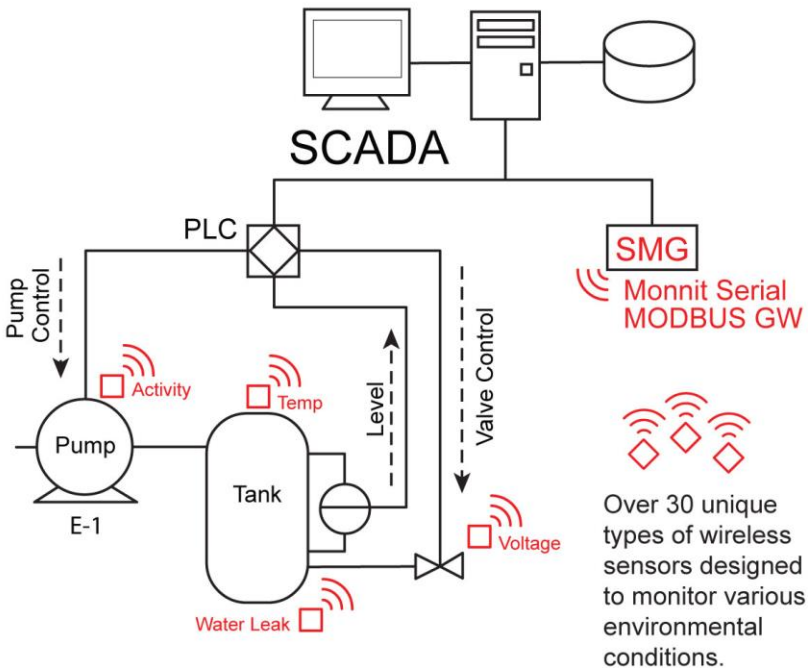 SCADA
PLC
SMG
Monnit Serial
MODBUS GW
Pump
Control
Activity
Temp
Level
Valve Control
Pump
Tank
E-1
Voltage
Water Leak
Over 30 unique
types of wireless
sensors designed
to monitor various
environmental
conditions.